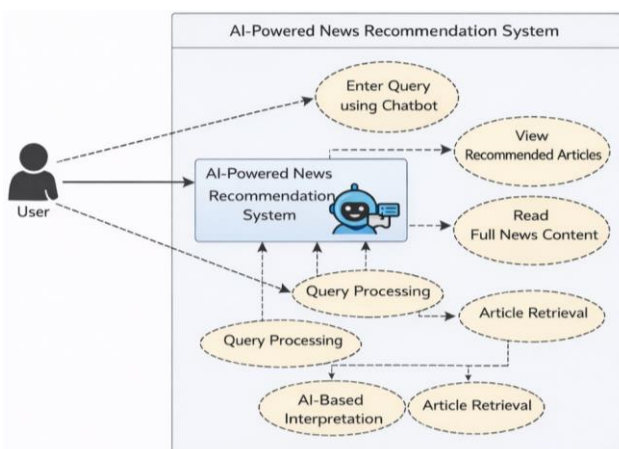 AI-Powered News Recommendation System
Enter Query
using Chatbot
View
Recommended Articles
AI-Powered News
Recommendation
System
User
Read
Full News Content
Query Processing
Article Retrieval
Query Processing
AI-Based
Interpretation
Article Retrieval